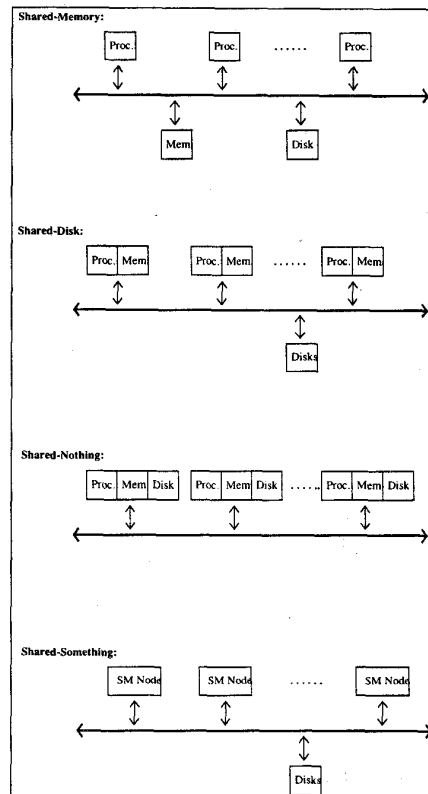 Shared-Memory:
Proc. Proc. ...... Proc.
Mem Disk
Shared-Disk:
Proc. Mem Proc. Mem ...... Proc. Mem
Disks
Shared-Nothing:
Proc. Mem Disk Proc. Mem Disk ...... Proc. Mem Disk
Shared-Something:
SM Node SM Node ...... SM Node
Disks